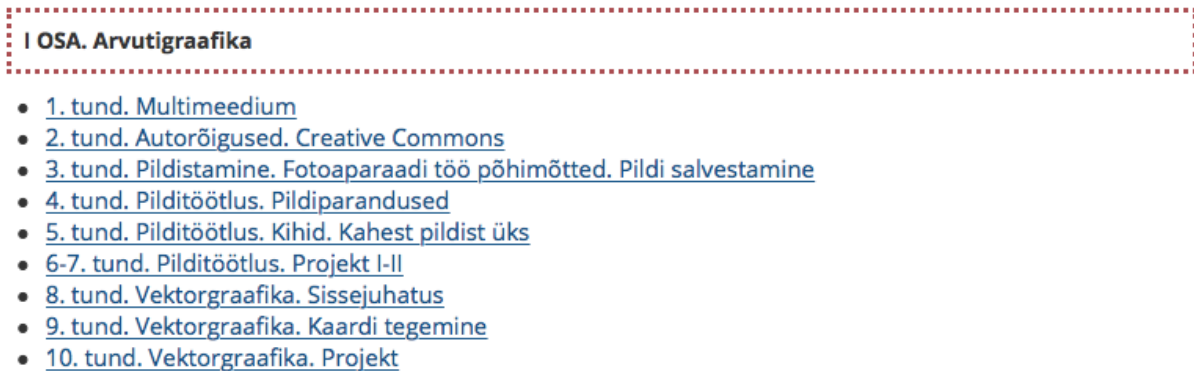 I OSA. Arvutigraafika
1. tund. Multimeedium
2. tund. Autorõigused. Creative Commons
3. tund. Pildistamine. Fotoaparaadi töö põhimõtted. Pildi salvestamine
4. tund. Pilditöötlus. Pildiparandused
5. tund. Pilditöötlus. Kihid. Kahest pildist üks
6-7. tund. Pilditöötlus. Projekt I-II
8. tund. Vektorgraafika. Sissejuhatus
9. tund. Vektorgraafika. Kaardi tegemine
10. tund. Vektorgraafika. Projekt